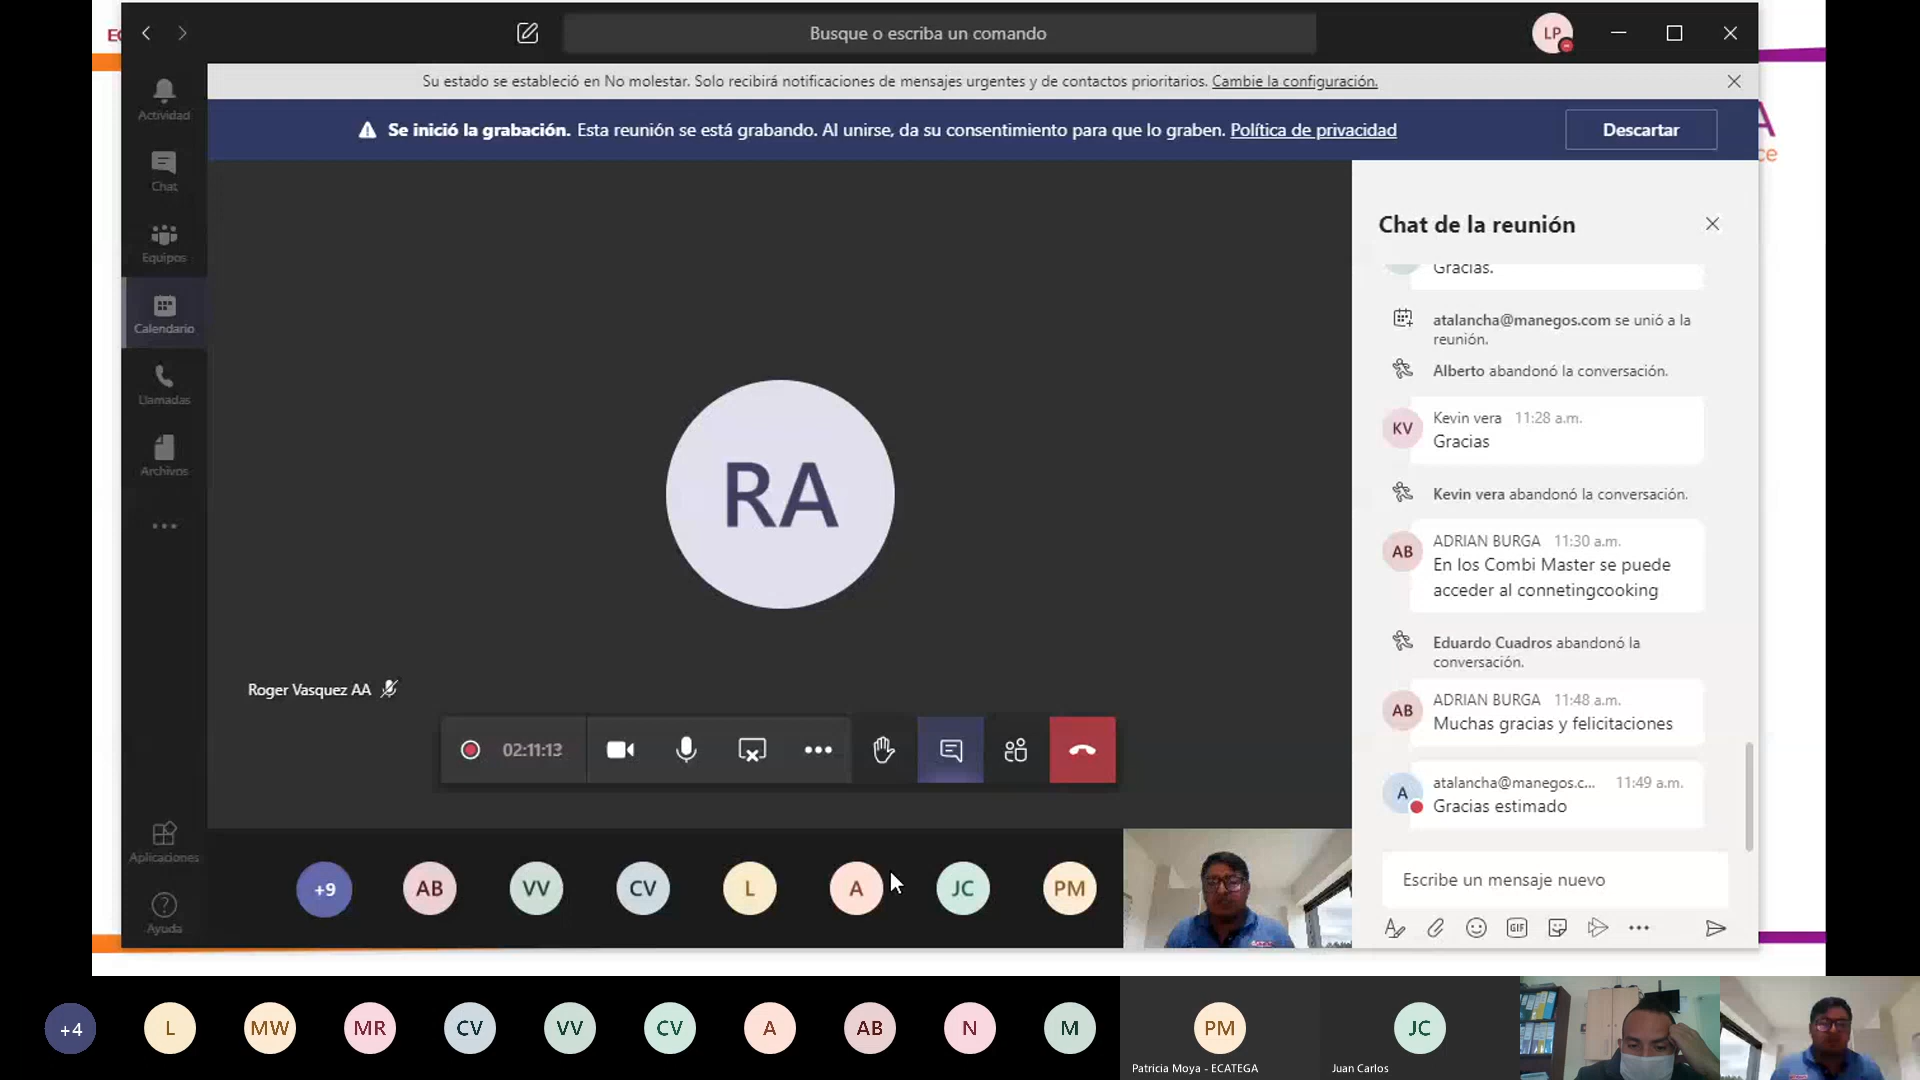 Busque o escriba un comando
LP
Su estado se estableció en No molestar. Solo recibirá notificaciones de mensajes urgentes y de contactos prioritarios. Cambie la configuración.
Se inició la grabación. Esta reunión se está grabando. Al unirse, da su consentimiento para que lo graben. Política de privacidad
Descartar
Actividad
Chat
Equipos
Calendario
Llamadas
Archivos
Aplicaciones
Ayuda
RA
Roger Vasquez AA
02:11:13
+9
AB
VV
CV
L
A
JC
PM
Chat de la reunión
Gracias.
atalancha@manegos.com se unió a la
reunión.
Alberto abandonó la conversación.
KV
Kevin vera 11:28 a.m.
Gracias
Kevin vera abandonó la conversación.
AB
ADRIAN BURGA 11:30 a.m.
En los Combi Master se puede
acceder al connetingcooking
Eduardo Cuadros abandonó la
conversación.
AB
ADRIAN BURGA 11:48 a.m.
Muchas gracias y felicitaciones
A
atalancha@manegos.c... 11:49 a.m.
Gracias estimado
Escribe un mensaje nuevo
GIF
+4
L
MW
MR
CV
VV
CV
A
AB
N
M
PM
Patricia Moya - ECATEGA
JC
Juan Carlos